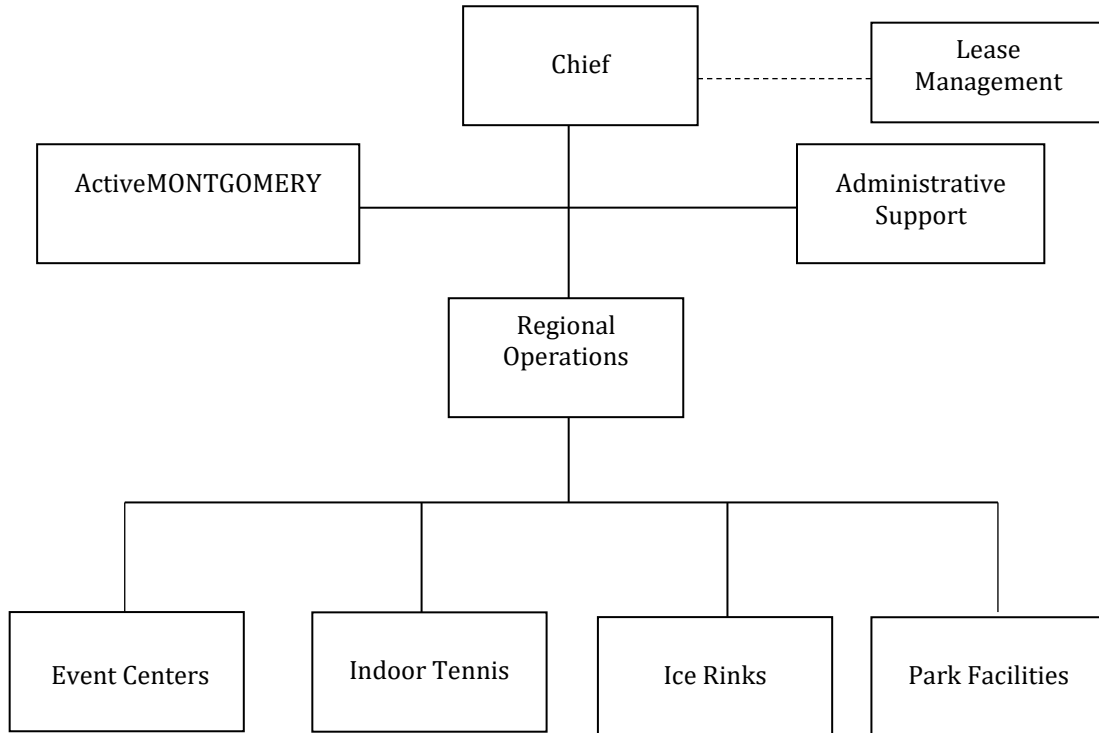 Chief
Lease
Management
ActiveMONTGOMERY
Administrative
Support
Regional
Operations
Event Centers
Indoor Tennis
Ice Rinks
Park Facilities